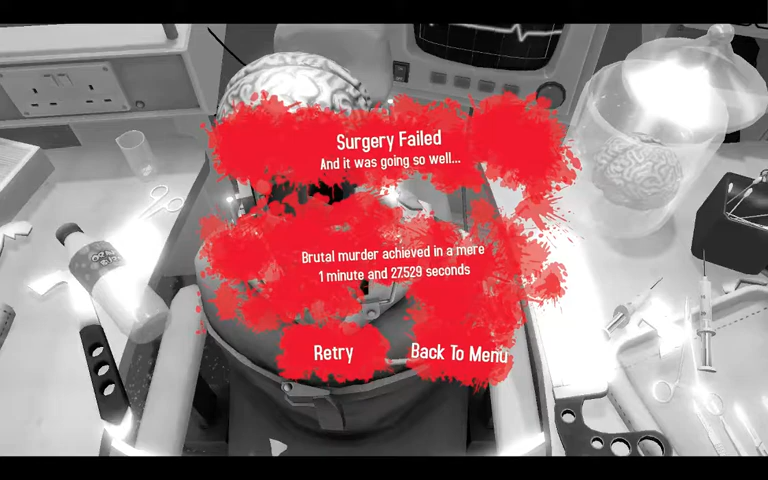 Surgery Failed
And it was going so well...
Brutal murder achieved in a mere
1 minute and 27.529 seconds
Retry
Back To Menu